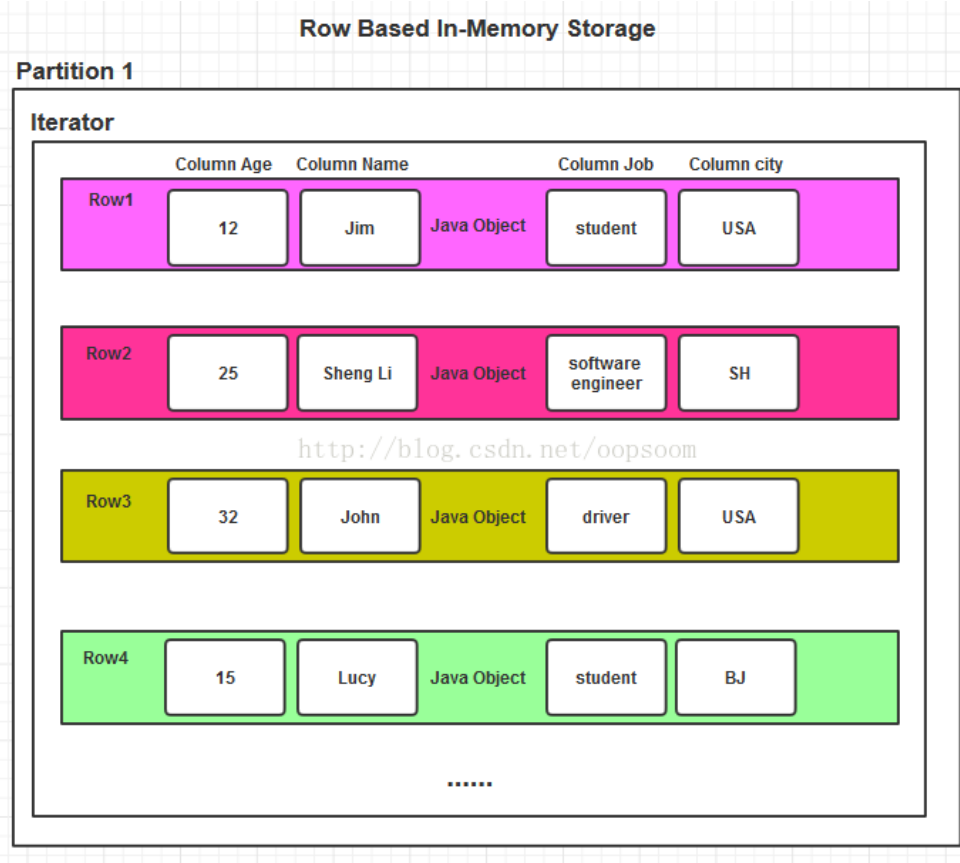 Row Based In-Memory Storage
Partition 1
Iterator
Column Age Column Name Column Job Column city
Row1 12 Jim Java Object student USA
Row2 25 Sheng Li Java Object software engineer SH
http://blog.csdn.net/oopsoom
Row3 32 John Java Object driver USA
Row4 15 Lucy Java Object student BJ
......